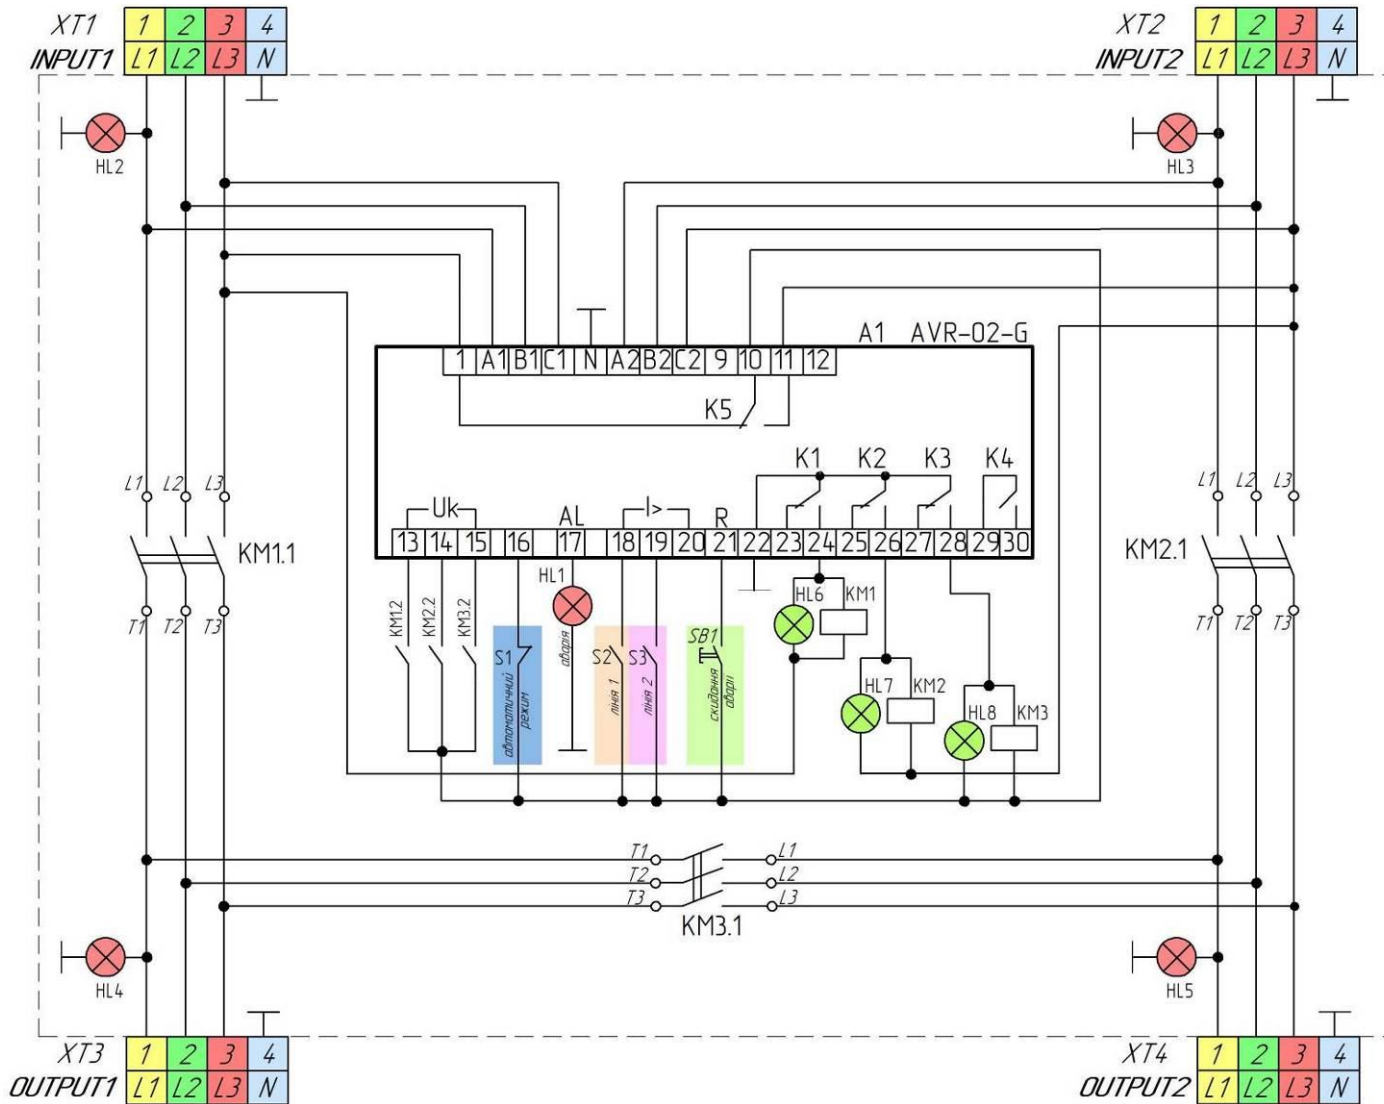 XT1 1 2 3 4
INPUT1 L1 L2 L3 N
XT2 1 2 3 4
INPUT2 L1 L2 L3 N
HL2
HL3
A1 AVR-02-G
1 A1 B1 C1 N A2 B2 C2 9 10 11 12
K5
K1 K2 K3 K4
L1 L2 L3
L1 L2 L3
Uk AL I> R
13 14 15 16 17 18 19 20 21 22 23 24 25 26 27 28 29 30
KM1.1
KM2.1
T1 T2 T3
T1 T2 T3
KM1.2
KM2.2
KM3.2
S1
автоматичний
режим
HL1
аварія
S2
лінія 1
S3
лінія 2
SB1
скидання
аварії
HL6 KM1
HL7 KM2
HL8 KM3
T1 L1
T2 L2
T3 L3
KM3.1
HL4
HL5
XT3 1 2 3 4
OUTPUT1 L1 L2 L3 N
XT4 1 2 3 4
OUTPUT2 L1 L2 L3 N